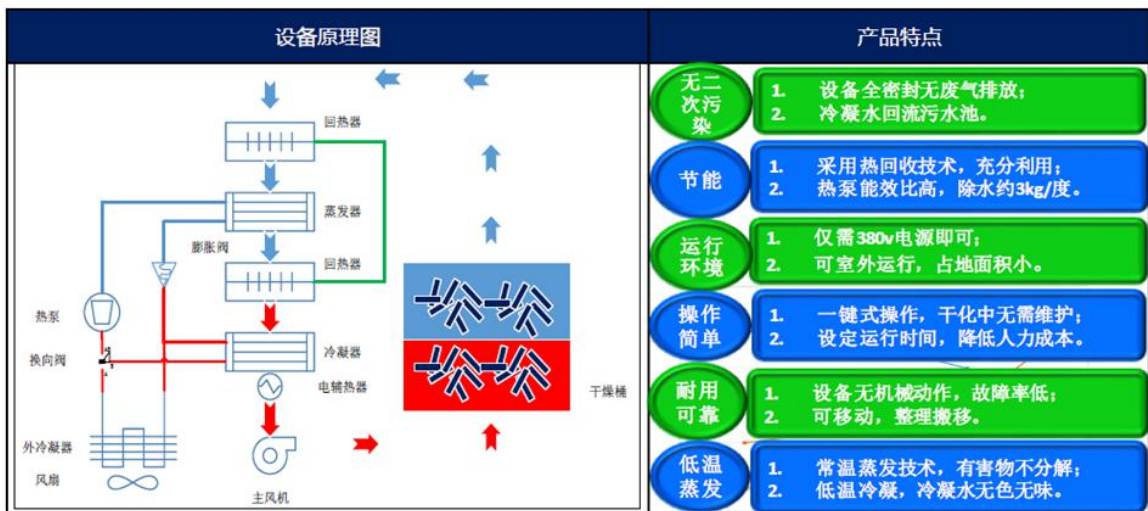 设备原理图
回热器
蒸发器
膨胀阀
回热器
热泵
换向阀
冷凝器
电辅热器
干燥桶
外冷凝器
风扇
主风机
产品特点
无二次污染
1. 设备全密封无废气排放；
2. 冷凝水回流污水池。
节能
1. 采用热回收技术，充分利用；
2. 热泵能效比高，除水约3kg/度。
运行环境
1. 仅需380v电源即可；
2. 可室外运行，占地面积小。
操作简单
1. 一键式操作，干化中无需维护；
2. 设定运行时间，降低人力成本。
耐用可靠
1. 设备无机械动作，故障率低；
2. 可移动，整理搬移。
低温蒸发
1. 常温蒸发技术，有害物不分解；
2. 低温冷凝，冷凝水无色无味。